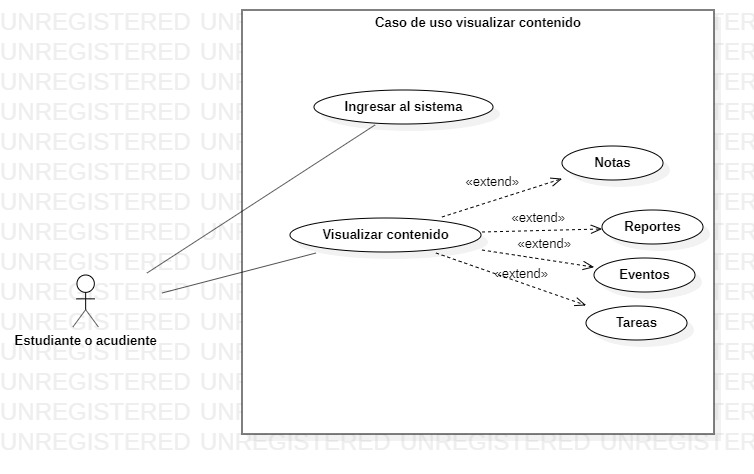 Caso de uso visualizar contenido
Ingresar al sistema
Notas
«extend»
Reportes
«extend»
Visualizar contenido
«extend»
Eventos
«extend»
Tareas
Estudiante o acudiente
UNREGISTERED UNREGISTERED UNREGISTERED UNREGISTERED